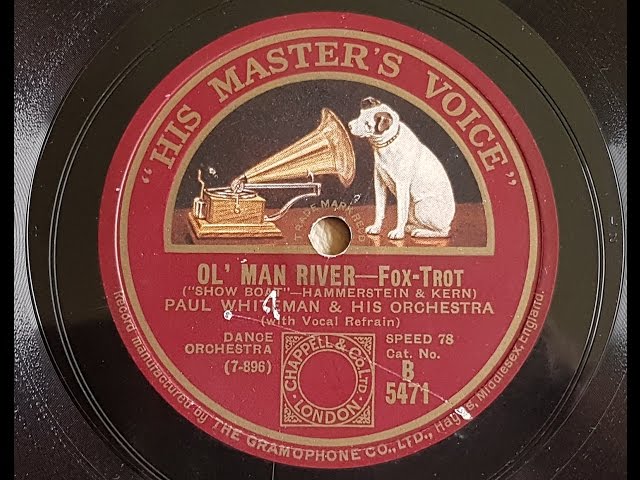 "HIS MASTER'S VOICE"
TRADE MARK REGD
OL' MAN RIVER—FOX-TROT
("SHOW BOAT"—HAMMERSTEIN & KERN)
PAUL WHITEMAN & HIS ORCHESTRA
(with Vocal Refrain)
DANCE
ORCHESTRA
(7-896)
CHAPPELL & CO. LTD
LONDON
SPEED 78
Cat. No.
B
5471
Record manufactured by THE GRAMOPHONE CO., LTD., Hayes, Middlesex, England.